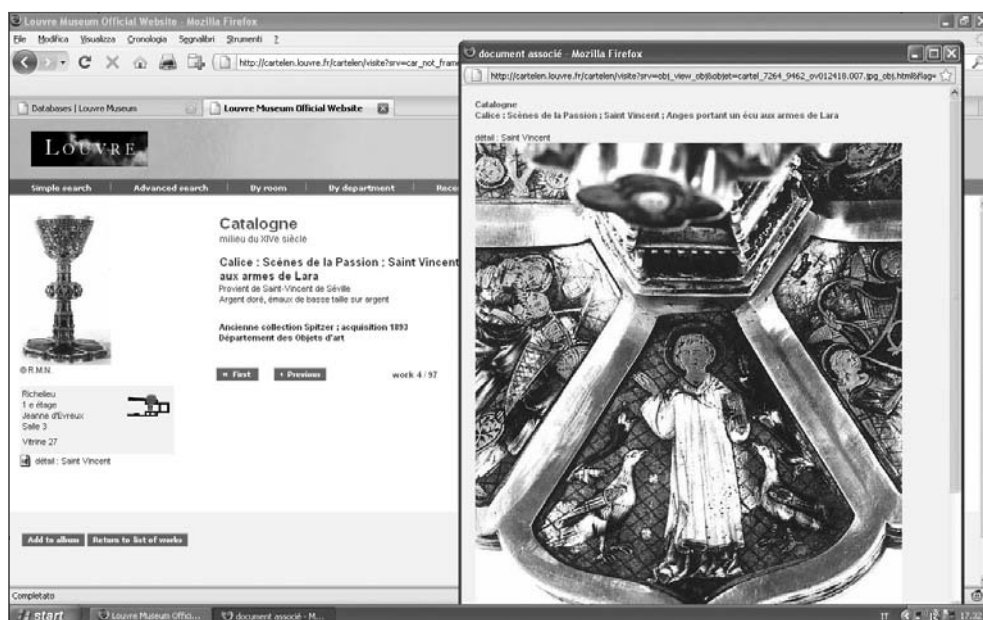 Louvre Museum Official Website - Mozilla Firefox
File Modifica Visualizza Cronologia Segnalibri Strumenti ?
http://cartelen.louvre.fr/cartelen/visite?srv=car_not_fram
Databases | Louvre Museum
Louvre Museum Official Website
LOUVRE
Simple search Advanced search By room By department Rece
Catalogne
milieu du XIVe siècle
Calice : Scènes de la Passion ; Saint Vincent
aux armes de Lara
Provient de Saint-Vincent de Séville
Argent doré, émaux de basse taille sur argent
Ancienne collection Spitzer ; acquisition 1893
Département des Objets d'art
First Previous work 4 / 97
© R.M.N.
Richelieu
1 e étage
Jeanne d'Evreux
Salle 3
Vitrine 27
détail : Saint Vincent
Add to album Return to list of works
Completato
document associé - Mozilla Firefox
http://cartelen.louvre.fr/cartelen/visite?srv=obj_view_obj&objet=cartel_7264_9462_ov012418.007.jpg_obj.html&flag=
Catalogne
Calice : Scènes de la Passion ; Saint Vincent ; Anges portant un écu aux armes de Lara
détail : Saint Vincent
start Louvre Museum Offic... document associé - M... IT 17.32